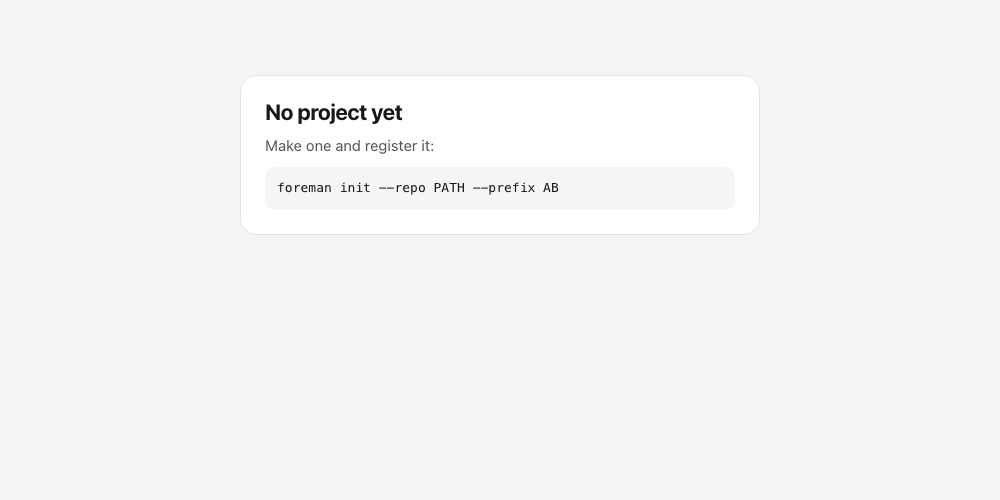 No project yet
Make one and register it:
foreman init --repo PATH --prefix AB